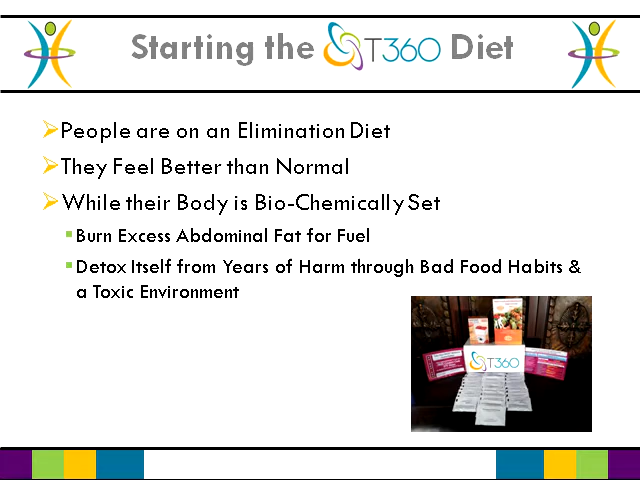 Starting the T360 Diet
People are on an Elimination Diet
They Feel Better than Normal
While their Body is Bio-Chemically Set
Burn Excess Abdominal Fat for Fuel
Detox Itself from Years of Harm through Bad Food Habits &
a Toxic Environment
T360